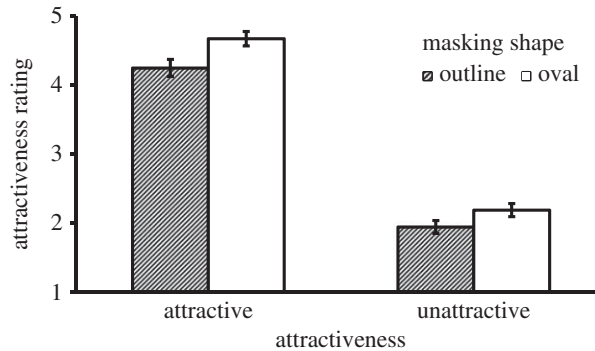 5
4
3
2
1
attractiveness rating
masking shape
outline oval
attractive unattractive
attractiveness